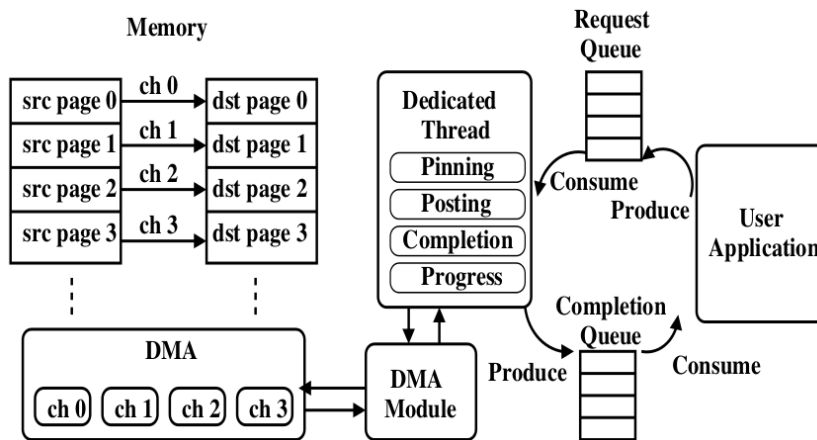 Memory
src page 0
ch 0
dst page 0
src page 1
ch 1
dst page 1
src page 2
ch 2
dst page 2
src page 3
ch 3
dst page 3
DMA
ch 0
ch 1
ch 2
ch 3
Dedicated
Thread
Pinning
Posting
Completion
Progress
DMA
Module
Request
Queue
Consume
Produce
User
Application
Completion
Queue
Produce
Consume